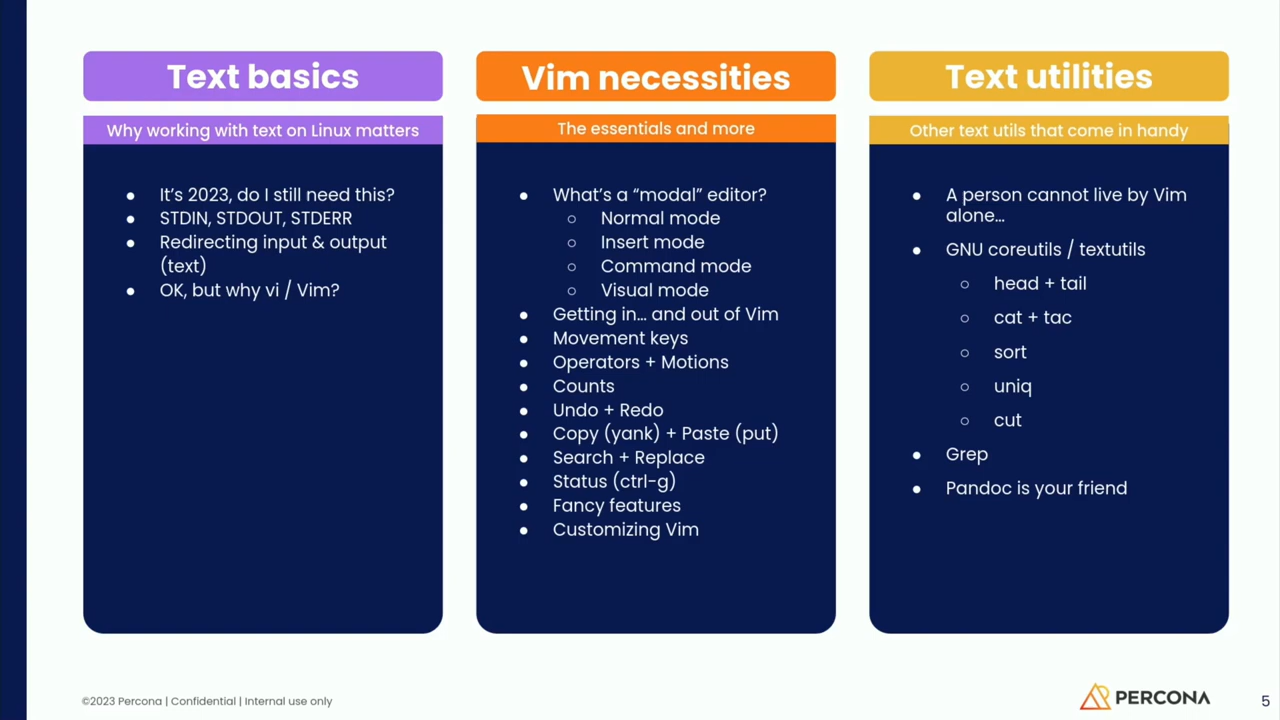 Text basics
Why working with text on Linux matters
● It’s 2023, do I still need this?
● STDIN, STDOUT, STDERR
● Redirecting input & output
(text)
● OK, but why vi / Vim?
Vim necessities
The essentials and more
● What’s a “modal” editor?
○ Normal mode
○ Insert mode
○ Command mode
○ Visual mode
● Getting in… and out of Vim
● Movement keys
● Operators + Motions
● Counts
● Undo + Redo
● Copy (yank) + Paste (put)
● Search + Replace
● Status (ctrl-g)
● Fancy features
● Customizing Vim
Text utilities
Other text utils that come in handy
● A person cannot live by Vim
alone…
● GNU coreutils / textutils
○ head + tail
○ cat + tac
○ sort
○ uniq
○ cut
● Grep
● Pandoc is your friend
©2023 Percona | Confidential | Internal use only
PERCONA
5